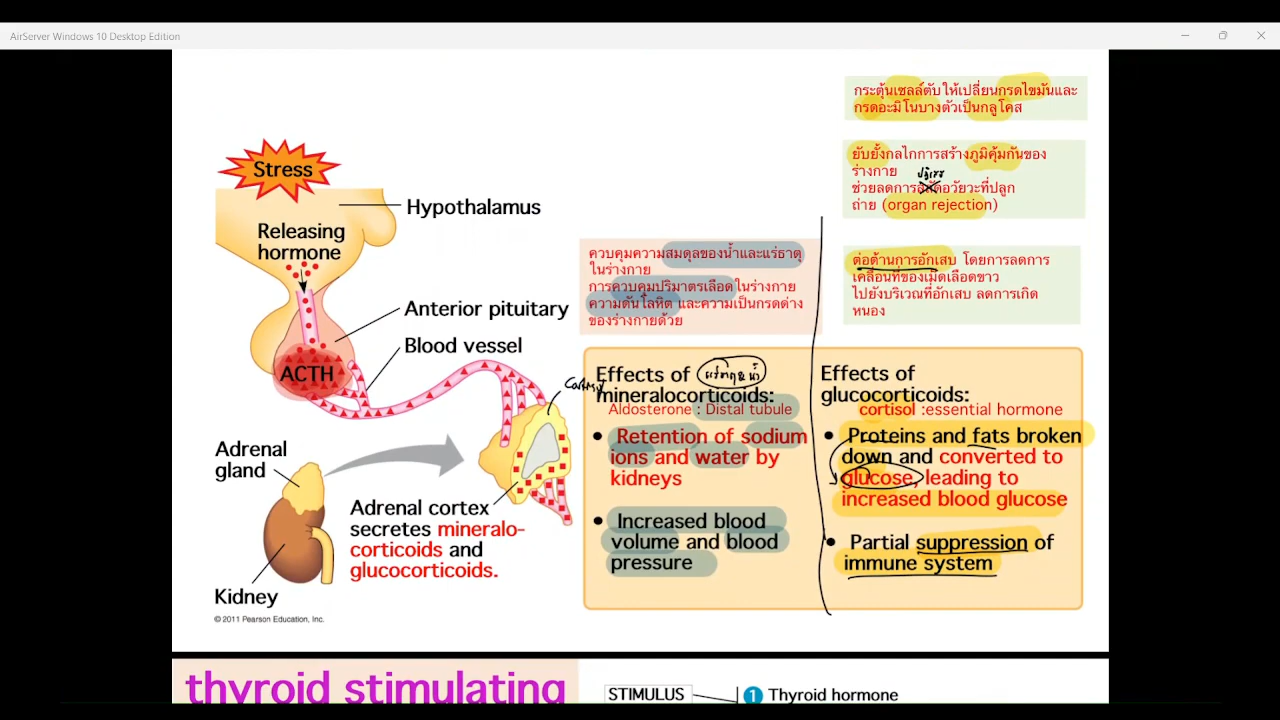 AirServer Windows 10 Desktop Edition
กระตุ้นเซลล์ตับ ให้เปลี่ยนกรดไขมันและ
กรดอะมิโนบางตัวเป็นกลูโคส
ยับยั้งกลไกการสร้างภูมิคุ้มกันของ
ร่างกาย
ปฏิเสธ
ช่วยลดการสลัดอวัยวะที่ปลูก
ถ่าย (organ rejection)
ต่อต้านการอักเสบ โดยการลดการ
เคลื่อนที่ของเม็ดเลือดขาว
ไปยังบริเวณที่อักเสบ ลดการเกิด
หนอง
ควบคุมความสมดุลของน้ำและแร่ธาตุ
ในร่างกาย
การควบคุมปริมาตรเลือด ในร่างกาย
ความดันโลหิต และความเป็นกรดด่าง
ของร่างกายด้วย
Stress
Hypothalamus
Releasing
hormone
Anterior pituitary
Blood vessel
ACTH
Adrenal
gland
Adrenal cortex
secretes mineralo-
corticoids and
glucocorticoids.
Kidney
© 2011 Pearson Education, Inc.
Effects of แร่ธาตุ & น้ำ
mineralocorticoids:
Aldosterone : Distal tubule
• Retention of sodium
ions and water by
kidneys
• Increased blood
volume and blood
pressure
Effects of
glucocorticoids:
cortisol :essential hormone
• Proteins and fats broken
down and converted to
glucose, leading to
increased blood glucose
• Partial suppression of
immune system
thyroid stimulating
STIMULUS
1 Thyroid hormone